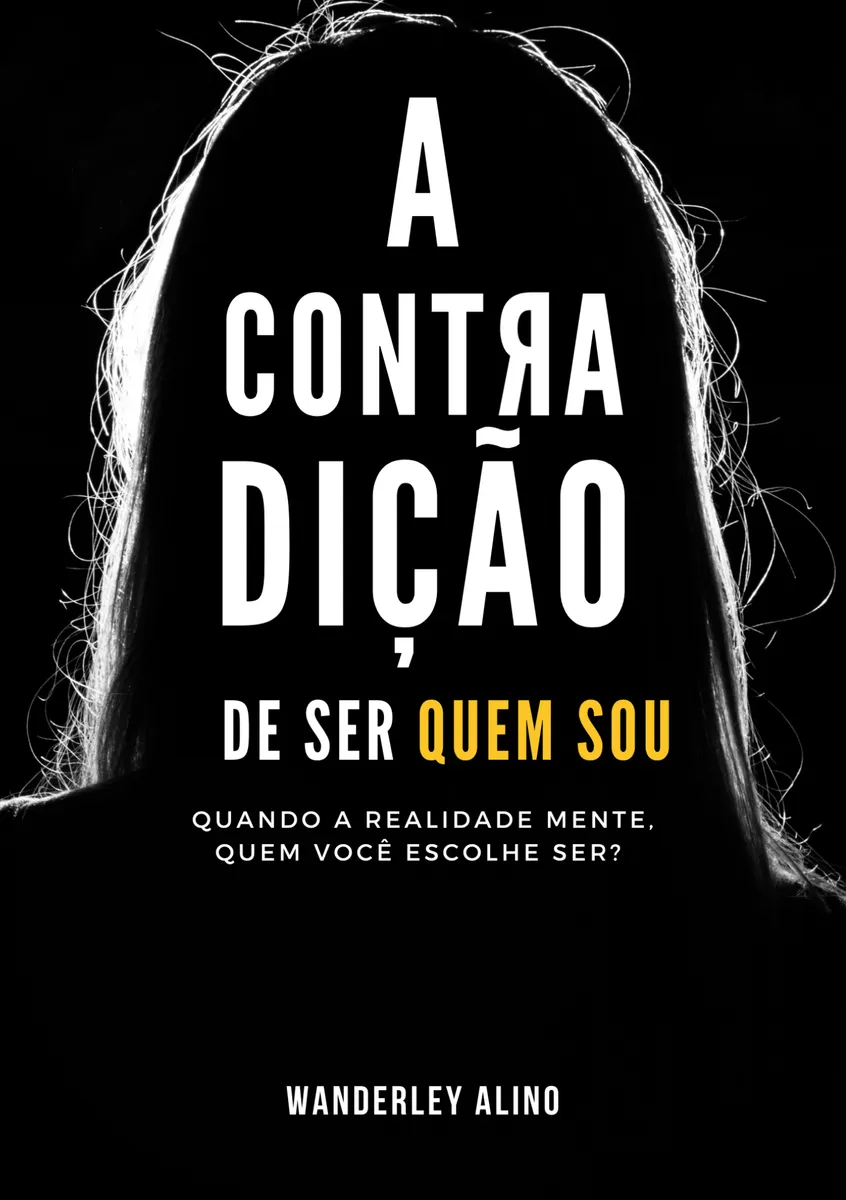 A
CONTЯA
DIÇÃO
DE SER QUEM SOU
QUANDO A REALIDADE MENTE,
QUEM VOCÊ ESCOLHE SER?
WANDERLEY ALINO